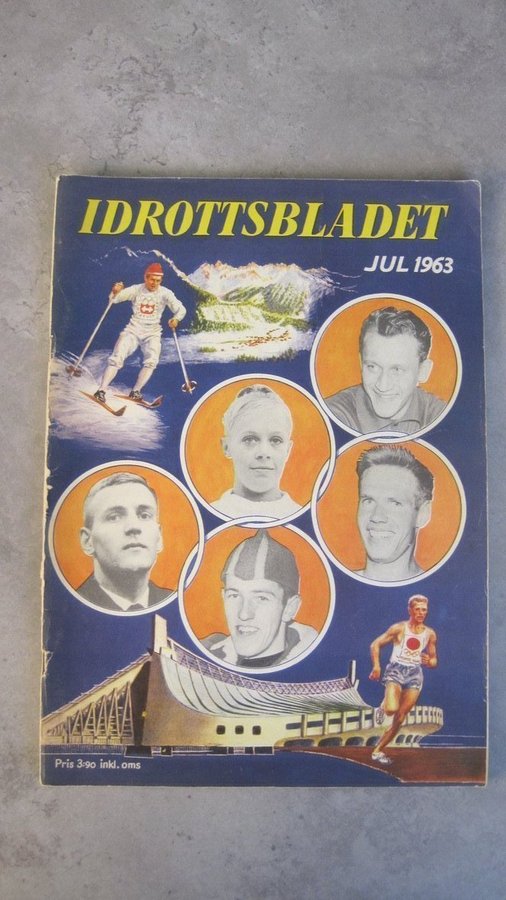 IDROTTSBLADET
JUL 1963
Pris 3:90 inkl. oms